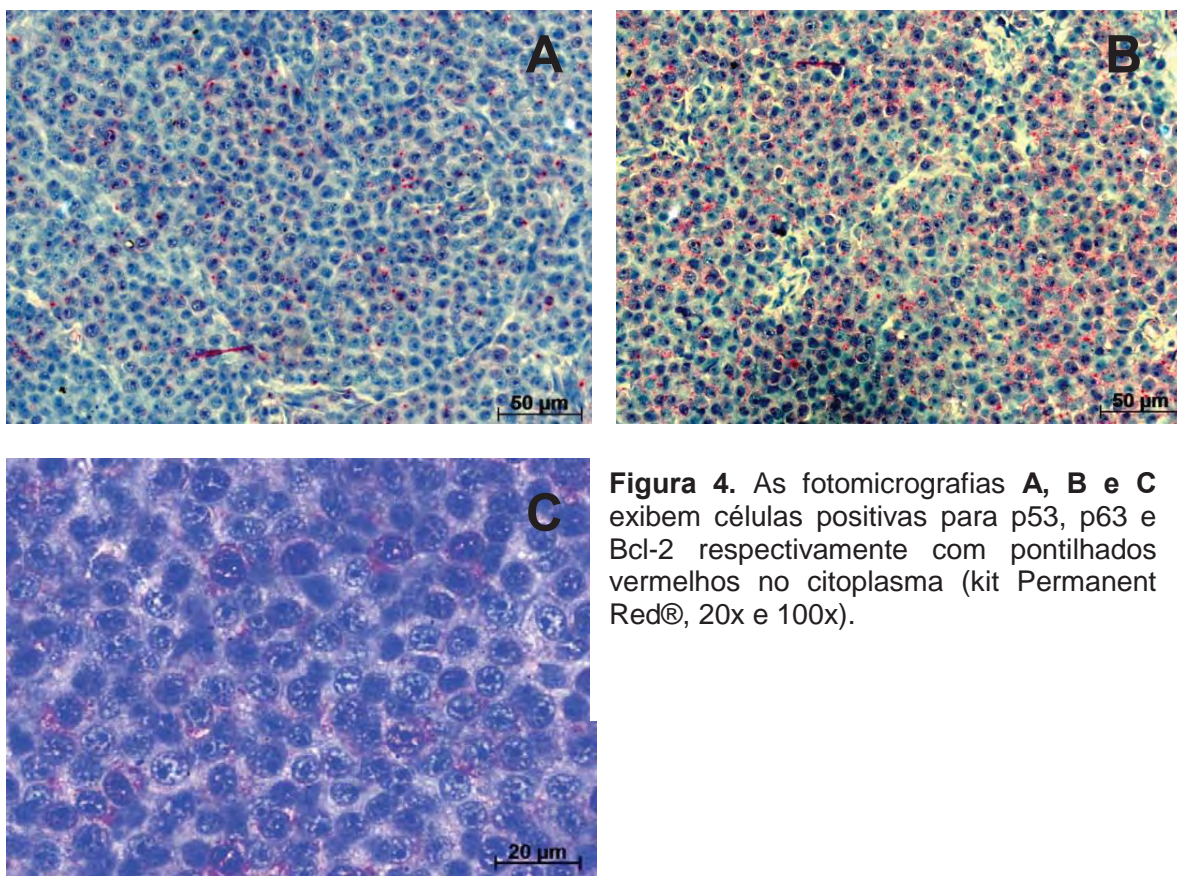 A
B
50 µm
50 µm
C
20 µm
Figura 4. As fotomicrografias A, B e C
exibem células positivas para p53, p63 e
Bcl-2 respectivamente com pontilhados
vermelhos no citoplasma (kit Permanent
Red®, 20x e 100x).